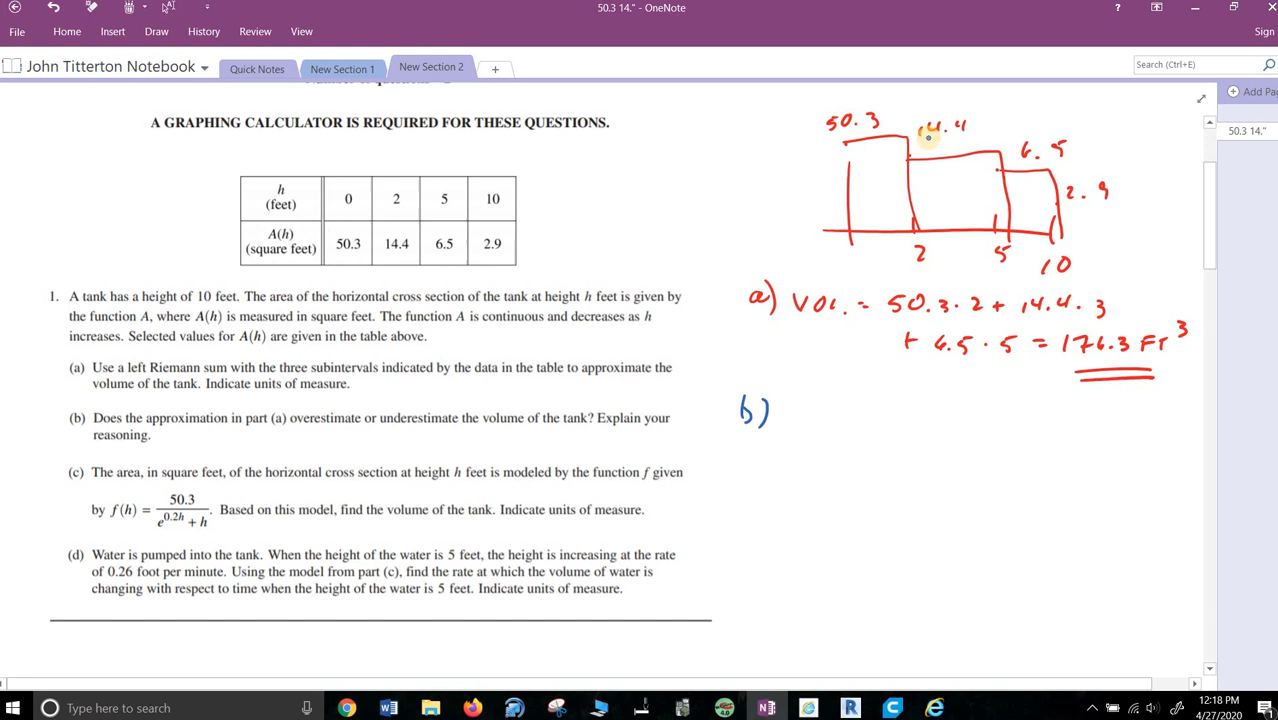 50.3 14." - OneNote
File Home Insert Draw History Review View Sign
John Titterton Notebook Quick Notes New Section 1 New Section 2 + Search (Ctrl+E)
A GRAPHING CALCULATOR IS REQUIRED FOR THESE QUESTIONS.
Add Pag
50.3 14."
h (feet) 0 2 5 10
A(h) (square feet) 50.3 14.4 6.5 2.9
50.3 14.4 6.5 2.9
2 5 10
1. A tank has a height of 10 feet. The area of the horizontal cross section of the tank at height h feet is given by
the function A, where A(h) is measured in square feet. The function A is continuous and decreases as h
increases. Selected values for A(h) are given in the table above.
(a) Use a left Riemann sum with the three subintervals indicated by the data in the table to approximate the
volume of the tank. Indicate units of measure.
(b) Does the approximation in part (a) overestimate or underestimate the volume of the tank? Explain your
reasoning.
(c) The area, in square feet, of the horizontal cross section at height h feet is modeled by the function f given
by f(h) = 50.3 / (e^{0.2h} + h). Based on this model, find the volume of the tank. Indicate units of measure.
(d) Water is pumped into the tank. When the height of the water is 5 feet, the height is increasing at the rate
of 0.26 foot per minute. Using the model from part (c), find the rate at which the volume of water is
changing with respect to time when the height of the water is 5 feet. Indicate units of measure.
a) VOL. = 50.3 · 2 + 14.4 · 3
+ 6.5 · 5 = 176.3 FT³
b)
Type here to search
12:18 PM
4/27/2020